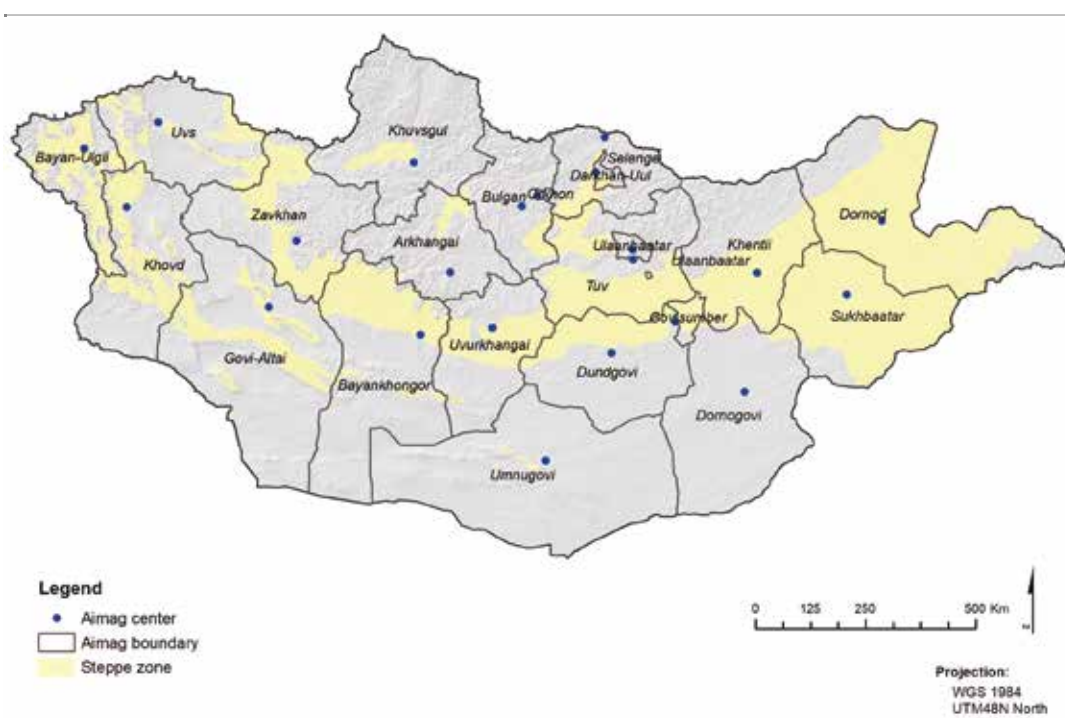 Uvs
Khuvsgul
Bayan-Ulgii
Selenge
Darkhan-Uul
Bulgan
Zavkhan
Arkhangai
Dornod
Khentii
Ulaanbaatar
Ulaanbaatar
Khovd
Tuv
Govisumber
Sukhbaatar
Uvurkhangai
Govi-Altai
Dundgovi
Bayankhongor
Dornogovi
Umnugovi
Legend
Aimag center
Aimag boundary
Steppe zone
0 125 250 500 Km
N
Projection:
WGS 1984
UTM48N North